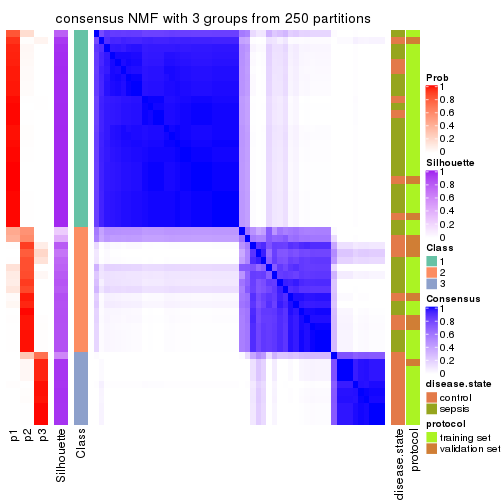 consensus NMF with 3 groups from 250 partitions
Prob
1
0.8
0.6
0.4
0.2
0
Silhouette
1
0.8
0.6
0.4
0.2
0
Class
1
2
3
Consensus
1
0.8
0.6
0.4
0.2
0
disease.state
control
sepsis
protocol
training set
validation set
p1
p2
p3
Silhouette
Class
disease.state
protocol